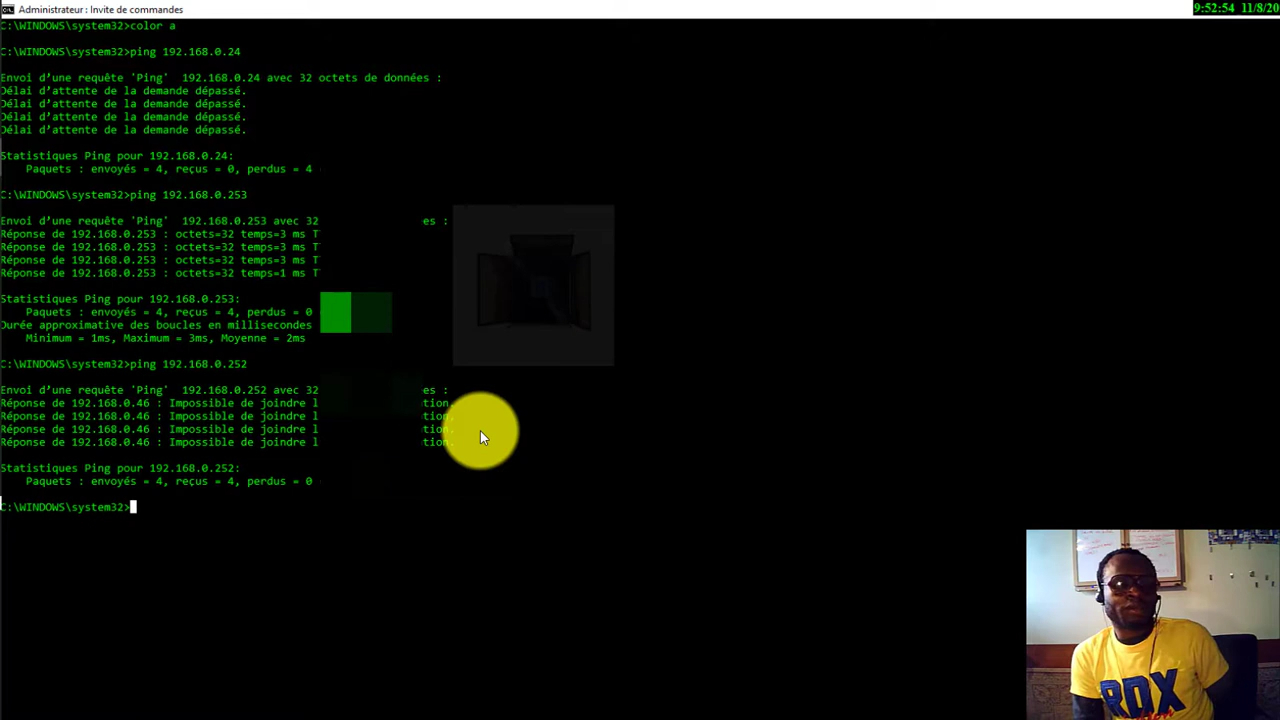 Administrateur : Invite de commandes
9:52:54 11/8/20
C:\WINDOWS\system32>color a
C:\WINDOWS\system32>ping 192.168.0.24
Envoi d'une requête 'Ping' 192.168.0.24 avec 32 octets de données :
Délai d'attente de la demande dépassé.
Délai d'attente de la demande dépassé.
Délai d'attente de la demande dépassé.
Délai d'attente de la demande dépassé.
Statistiques Ping pour 192.168.0.24:
Paquets : envoyés = 4, reçus = 0, perdus = 4
C:\WINDOWS\system32>ping 192.168.0.253
Envoi d'une requête 'Ping' 192.168.0.253 avec 32 es :
Réponse de 192.168.0.253 : octets=32 temps=3 ms T
Réponse de 192.168.0.253 : octets=32 temps=3 ms T
Réponse de 192.168.0.253 : octets=32 temps=3 ms T
Réponse de 192.168.0.253 : octets=32 temps=1 ms T
Statistiques Ping pour 192.168.0.253:
Paquets : envoyés = 4, reçus = 4, perdus = 0
Durée approximative des boucles en millisecondes
Minimum = 1ms, Maximum = 3ms, Moyenne = 2ms
C:\WINDOWS\system32>ping 192.168.0.252
Envoi d'une requête 'Ping' 192.168.0.252 avec 32 es :
Réponse de 192.168.0.46 : Impossible de joindre l tion.
Réponse de 192.168.0.46 : Impossible de joindre l tion.
Réponse de 192.168.0.46 : Impossible de joindre l tion.
Réponse de 192.168.0.46 : Impossible de joindre l tion.
Statistiques Ping pour 192.168.0.252:
Paquets : envoyés = 4, reçus = 4, perdus = 0
C:\WINDOWS\system32>
RDX